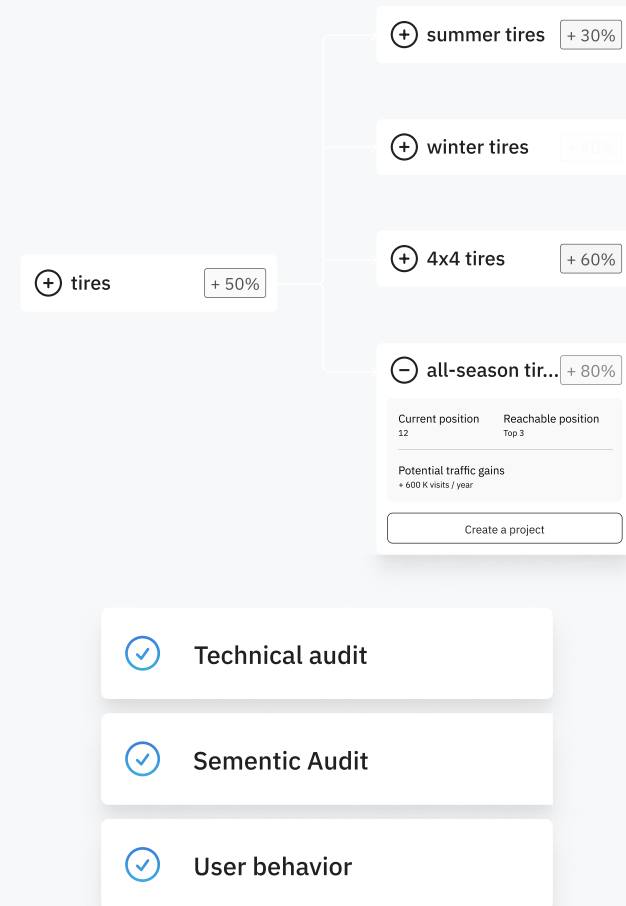 summer tires + 30%
winter tires
4x4 tires + 60%
tires + 50%
all-season tir... + 80%
Current position Reachable position
12 Top 3
Potential traffic gains
+ 600 K visits / year
Create a project
Technical audit
Sementic Audit
User behavior